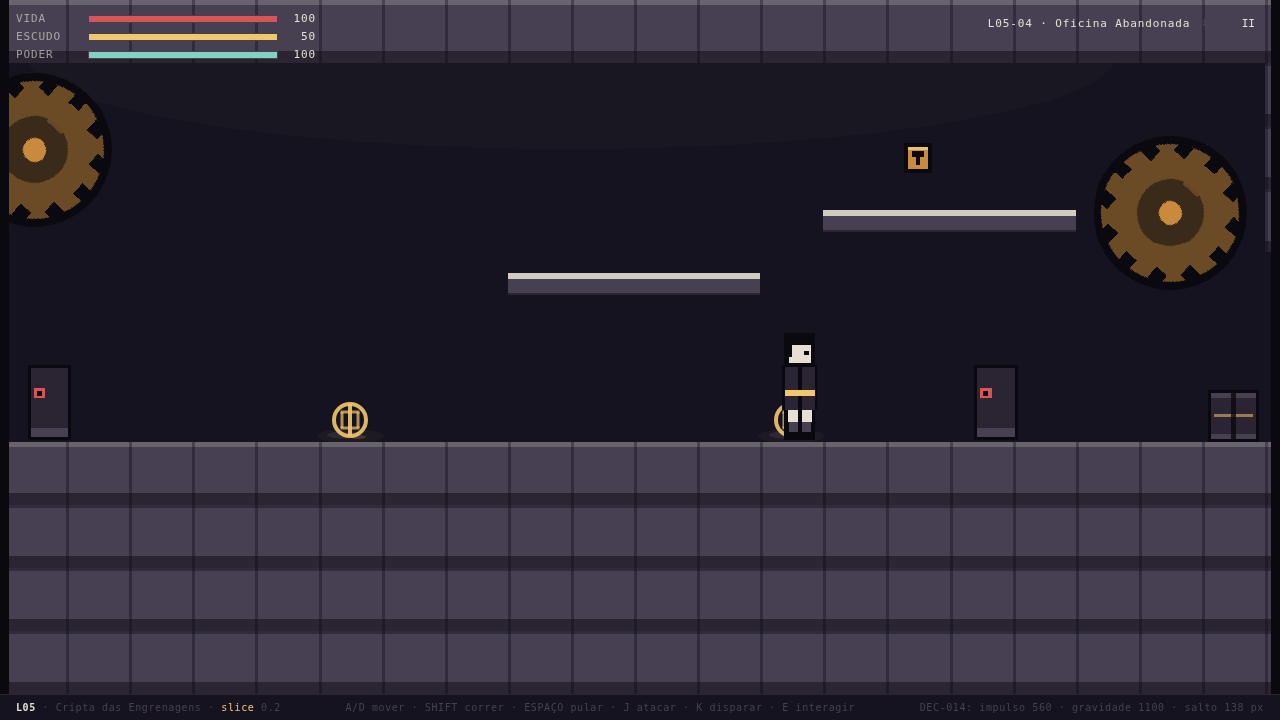 VIDA 100
ESCUDO 50
PODER 100
L05-04 · Oficina Abandonada II
T
L05 · Cripta das Engrenagens · slice 0.2
A/D mover · SHIFT correr · ESPAÇO pular · J atacar · K disparar · E interagir
DEC-014: impulso 560 · gravidade 1100 · salto 138 px